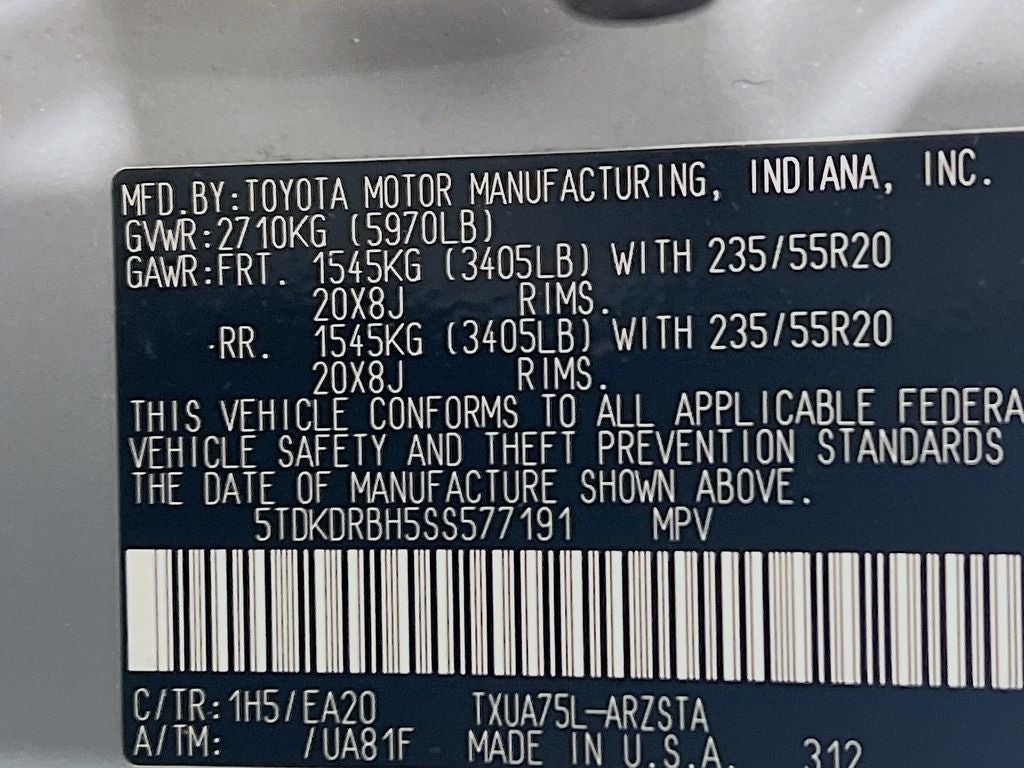 MFD.BY:TOYOTA MOTOR MANUFACTURING, INDIANA, INC.
GVWR:2710KG (5970LB)
GAWR:FRT. 1545KG (3405LB) WITH 235/55R20
20X8J RIMS.
RR. 1545KG (3405LB) WITH 235/55R20
20X8J RIMS.
THIS VEHICLE CONFORMS TO ALL APPLICABLE FEDERA
VEHICLE SAFETY AND THEFT PREVENTION STANDARDS
THE DATE OF MANUFACTURE SHOWN ABOVE.
5TDKDRBH5SS577191 MPV
C/TR:1H5/EA20 TXUA75L-ARZSTA
A/TM: /UA81F MADE IN U.S.A. 312